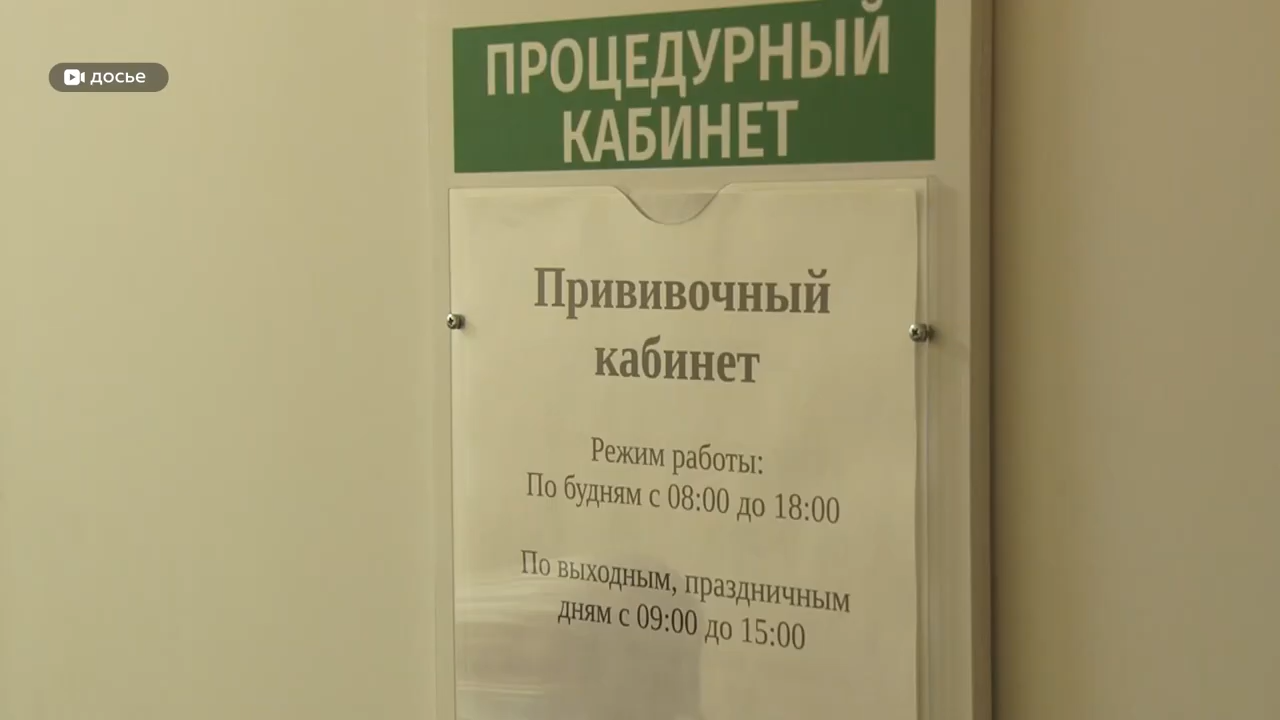 досье
ПРОЦЕДУРНЫЙ
КАБИНЕТ
Прививочный
кабинет
Режим работы:
По будням с 08:00 до 18:00
По выходным, праздничным
дням с 09:00 до 15:00